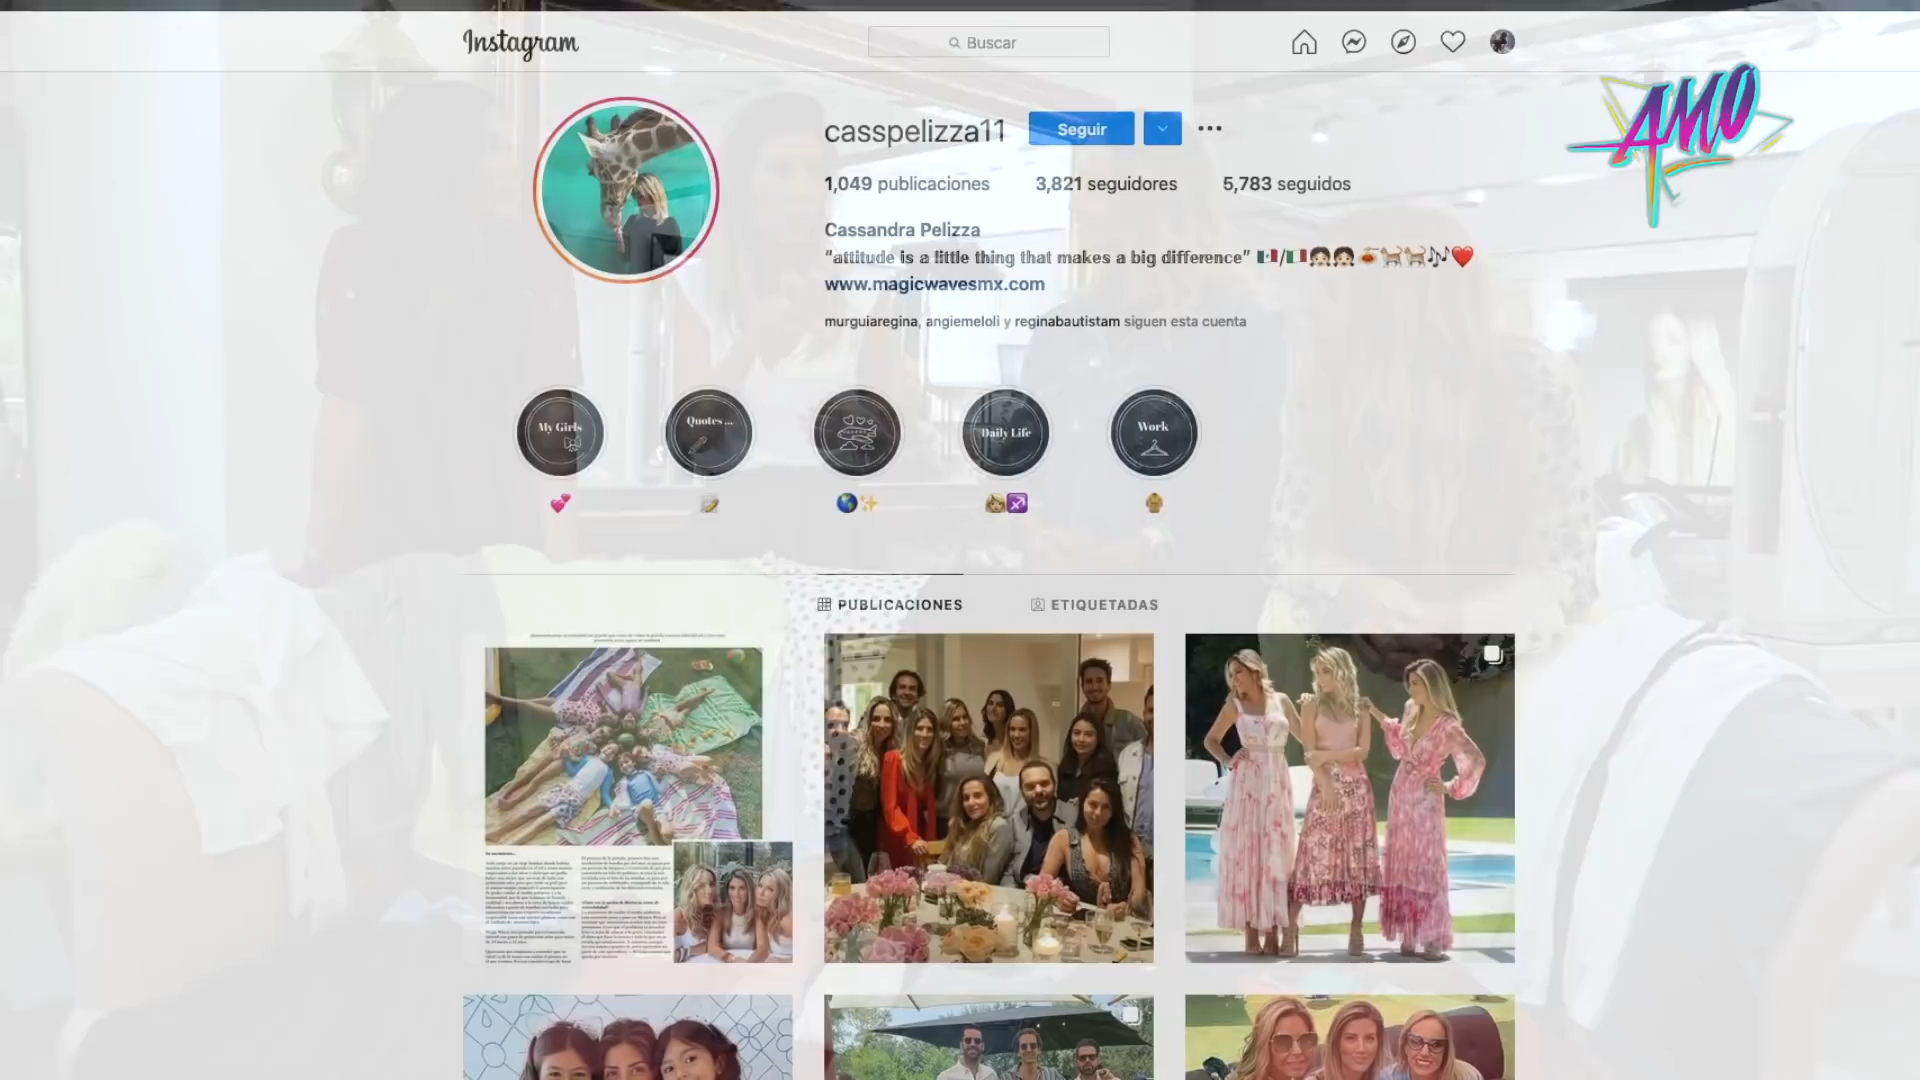 Instagram
Buscar
AMO
casspelizza11 Seguir
1,049 publicaciones 3,821 seguidores 5,783 seguidos
Cassandra Pelizza
“attitude is a little thing that makes a big difference”
www.magicwavesmx.com
murguiaregina, angiemeloli y reginabautistam siguen esta cuenta
My Girls
Quotes ...
Daily Life
Work
PUBLICACIONES
ETIQUETADAS